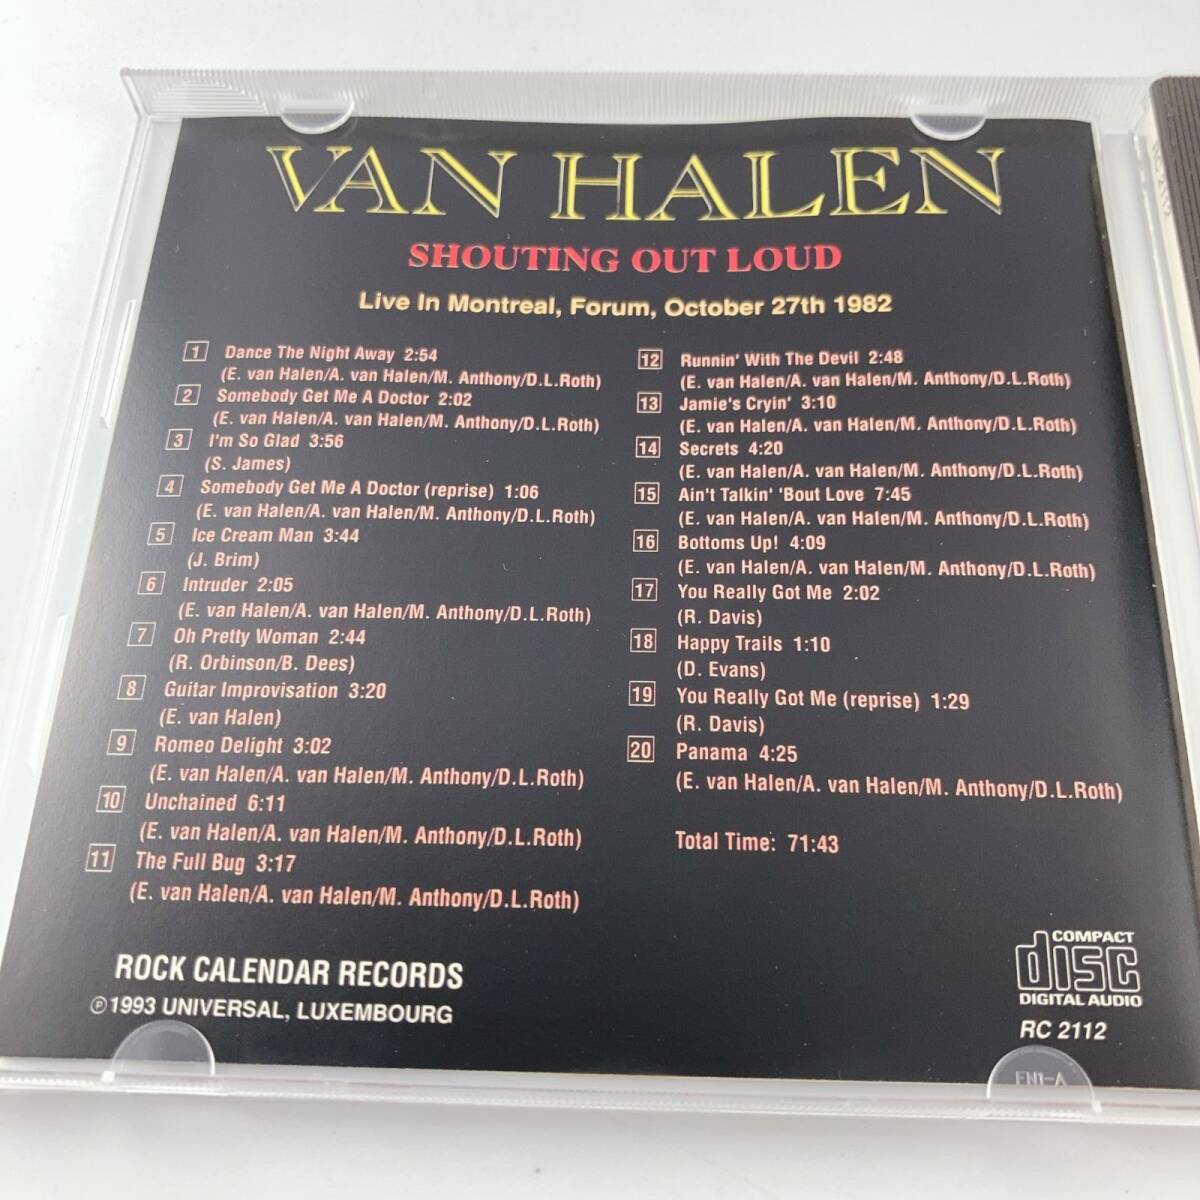 VAN HALEN
SHOUTING OUT LOUD
Live In Montreal, Forum, October 27th 1982
1 Dance The Night Away 2:54
(E. van Halen/A. van Halen/M. Anthony/D.L.Roth)
2 Somebody Get Me A Doctor 2:02
(E. van Halen/A. van Halen/M. Anthony/D.L.Roth)
3 I'm So Glad 3:56
(S. James)
4 Somebody Get Me A Doctor (reprise) 1:06
(E. van Halen/A. van Halen/M. Anthony/D.L.Roth)
5 Ice Cream Man 3:44
(J. Brim)
6 Intruder 2:05
(E. van Halen/A. van Halen/M. Anthony/D.L.Roth)
7 Oh Pretty Woman 2:44
(R. Orbinson/B. Dees)
8 Guitar Improvisation 3:20
(E. van Halen)
9 Romeo Delight 3:02
(E. van Halen/A. van Halen/M. Anthony/D.L.Roth)
10 Unchained 6:11
(E. van Halen/A. van Halen/M. Anthony/D.L.Roth)
11 The Full Bug 3:17
(E. van Halen/A. van Halen/M. Anthony/D.L.Roth)
12 Runnin' With The Devil 2:48
(E. van Halen/A. van Halen/M. Anthony/D.L.Roth)
13 Jamie's Cryin' 3:10
(E. van Halen/A. van Halen/M. Anthony/D.L.Roth)
14 Secrets 4:20
(E. van Halen/A. van Halen/M. Anthony/D.L.Roth)
15 Ain't Talkin' 'Bout Love 7:45
(E. van Halen/A. van Halen/M. Anthony/D.L.Roth)
16 Bottoms Up! 4:09
(E. van Halen/A. van Halen/M. Anthony/D.L.Roth)
17 You Really Got Me 2:02
(R. Davis)
18 Happy Trails 1:10
(D. Evans)
19 You Really Got Me (reprise) 1:29
(R. Davis)
20 Panama 4:25
(E. van Halen/A. van Halen/M. Anthony/D.L.Roth)
Total Time: 71:43
ROCK CALENDAR RECORDS
℗1993 UNIVERSAL, LUXEMBOURG
COMPACT
disc
DIGITAL AUDIO
RC 2112
FN1-A
RC 2112